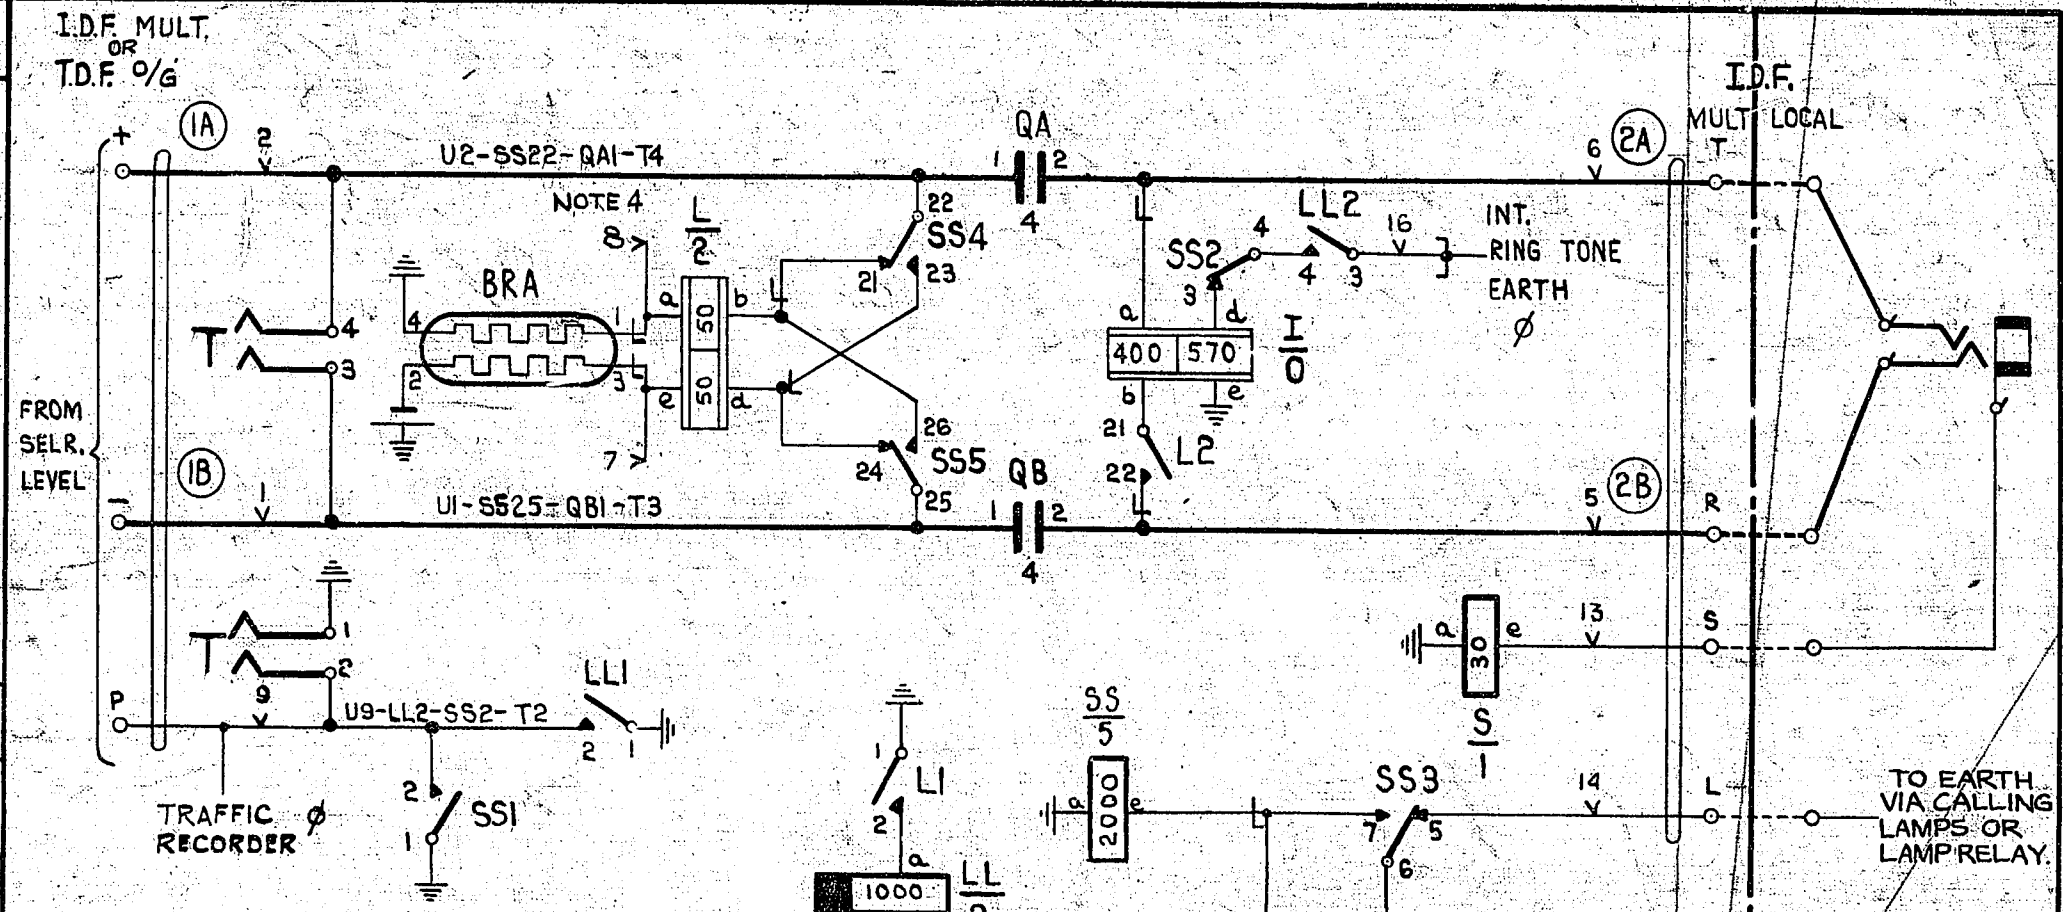 I.D.F. MULT.
OR
T.D.F. O/G
1A
+
2
U2-SS22-QA1-T4
QA
1 2
4
NOTE 4
8
L
2
BRA
4 1
2 3
a b
50
50
e d
7
T
4
3
22
SS4
21 23
26
SS5
24
25
FROM
SELR.
LEVEL
1B
-
1
U1-SS25-QB1-T3
QB
1 2
4
L
SS2
4
3
LL2
4 3
16
INT.
RING TONE
EARTH
Ø
a d
400 570
b e
I
0
21
L2
22
6
2A
I.D.F.
MULT LOCAL
T
5
2B
R
T
1
2
P
9
U9-LL2-SS2-T2
LL1
2 1
TRAFFIC Ø
RECORDER
2
SS1
1
1
L1
2
a
1000
LL
SS
5
a 2000 e
a 30 e
S
1
13
S
SS3
7 5
6
14
L
TO EARTH
VIA CALLING
LAMPS OR
LAMP RELAY.